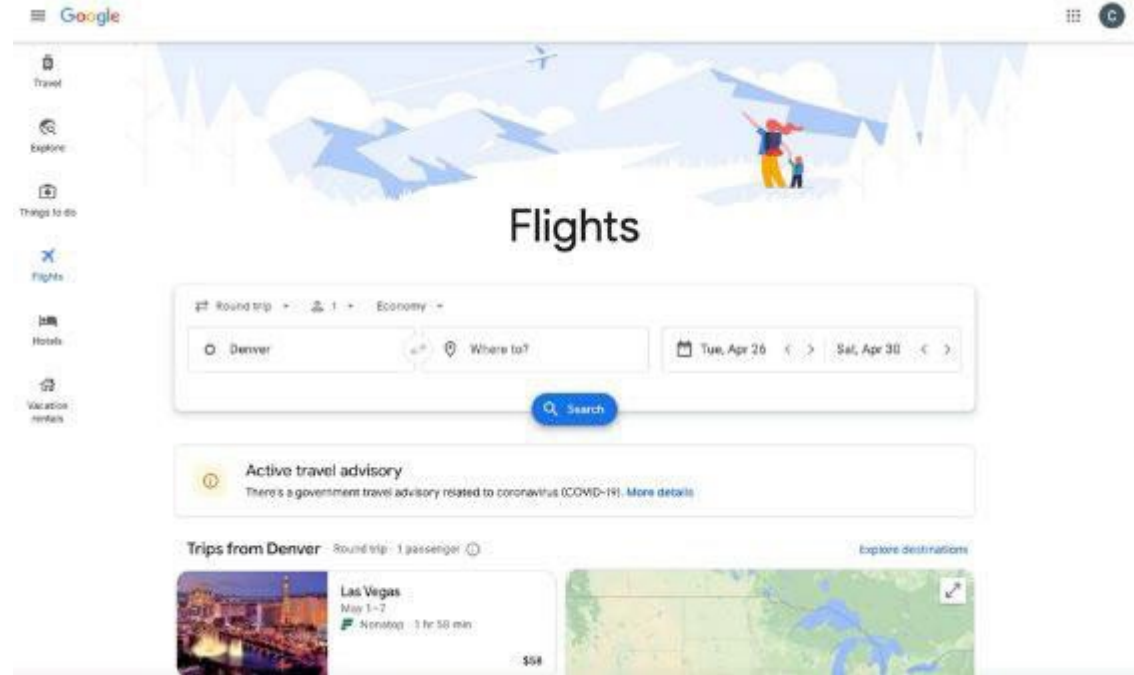 Google
C
Travel
Explore
Things to do
Flights
Hotels
Vacation
rentals
Flights
Round trip 1 Economy
Denver Where to? Tue, Apr 26 Sat, Apr 30
Search
Active travel advisory
There's a government travel advisory related to coronavirus (COVID-19). More details
Trips from Denver Round trip · 1 passenger Explore destinations
Las Vegas
May 1–7
Nonstop · 1 hr 58 min
$58